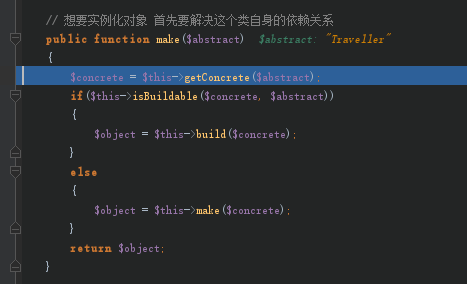 // 想要实例化对象 首先要解决这个类自身的依赖关系
public function make($abstract)  $abstract: "Traveller"
{
    $concrete = $this->getConcrete($abstract);
    if($this->isBuildable($concrete, $abstract))
    {
        $object = $this->build($concrete);
    }
    else
    {
        $object = $this->make($concrete);
    }
    return $object;
}